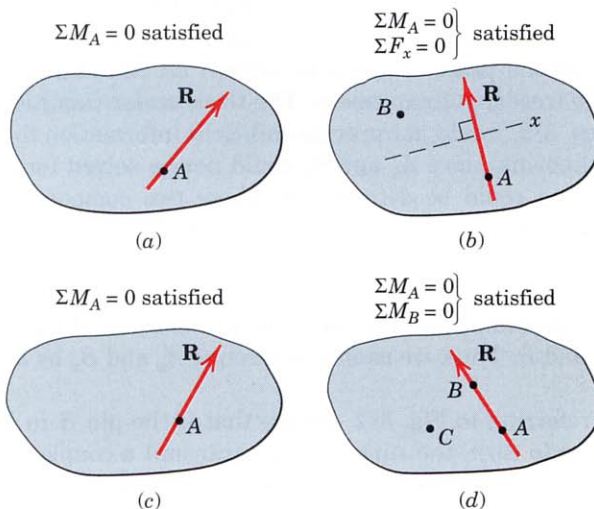 ΣM_A = 0 satisfied
ΣM_A = 0
ΣF_x = 0
} satisfied
R
A
(a)
R
B
x
A
(b)
ΣM_A = 0 satisfied
ΣM_A = 0
ΣM_B = 0
} satisfied
R
A
(c)
R
B
C
A
(d)